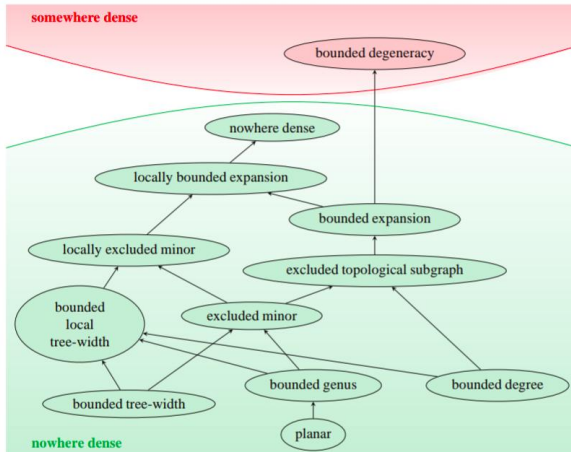 somewhere dense
bounded degeneracy
nowhere dense
locally bounded expansion
bounded expansion
locally excluded minor
excluded topological subgraph
bounded
local
tree-width
excluded minor
bounded tree-width
bounded genus
bounded degree
planar
nowhere dense